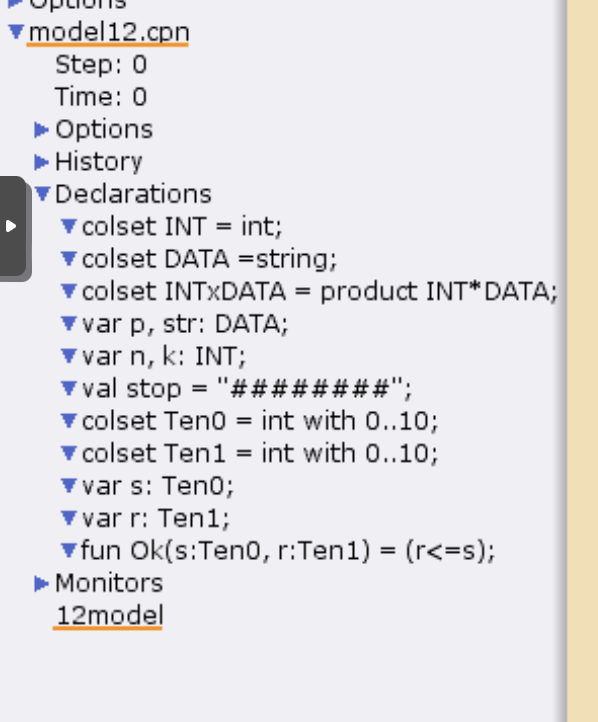 Options
model12.cpn
Step: 0
Time: 0
Options
History
Declarations
colset INT = int;
colset DATA =string;
colset INTxDATA = product INT*DATA;
var p, str: DATA;
var n, k: INT;
val stop = "########";
colset Ten0 = int with 0..10;
colset Ten1 = int with 0..10;
var s: Ten0;
var r: Ten1;
fun Ok(s:Ten0, r:Ten1) = (r<=s);
Monitors
12model